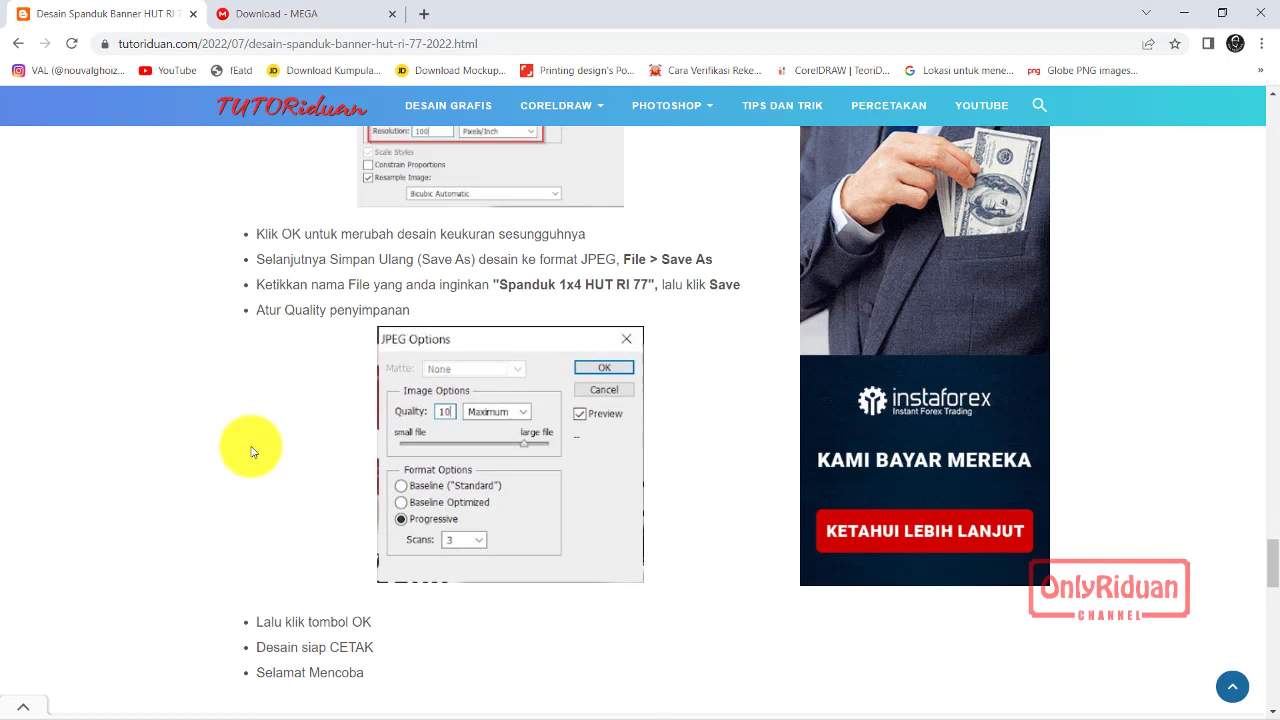 Desain Spanduk Banner HUT RI
Download - MEGA
tutoriduan.com/2022/07/desain-spanduk-banner-hut-ri-77-2022.html
VAL (@nouvalghoiz...
YouTube
fEatd
Download Kumpula...
Download Mockup...
Printing design's Po...
Cara Verifikasi Reke...
CorelDRAW | TeoriD...
Lokasi untuk mene...
png Globe PNG image...
»
TUTORiduan
DESAIN GRAFIS
CORELDRAW
PHOTOSHOP
TIPS DAN TRIK
PERCETAKAN
YOUTUBE
Resolution: 100 Pixels/Inch
Scale Styles
Constrain Proportions
Resample Image:
Bicubic Automatic
• Klik OK untuk merubah desain keukuran sesungguhnya
• Selanjutnya Simpan Ulang (Save As) desain ke format JPEG, File > Save As
• Ketikkan nama File yang anda inginkan "Spanduk 1x4 HUT RI 77", lalu klik Save
• Atur Quality penyimpanan
JPEG Options
Matte: None
OK
Cancel
Image Options
Quality: 10 Maximum
Preview
small file large file
--
Format Options
Baseline ("Standard")
Baseline Optimized
Progressive
Scans: 3
• Lalu klik tombol OK
• Desain siap CETAK
• Selamat Mencoba
instaforex
Instant Forex Trading
KAMI BAYAR MEREKA
KETAHUI LEBIH LANJUT
OnlyRiduan
CHANNEL